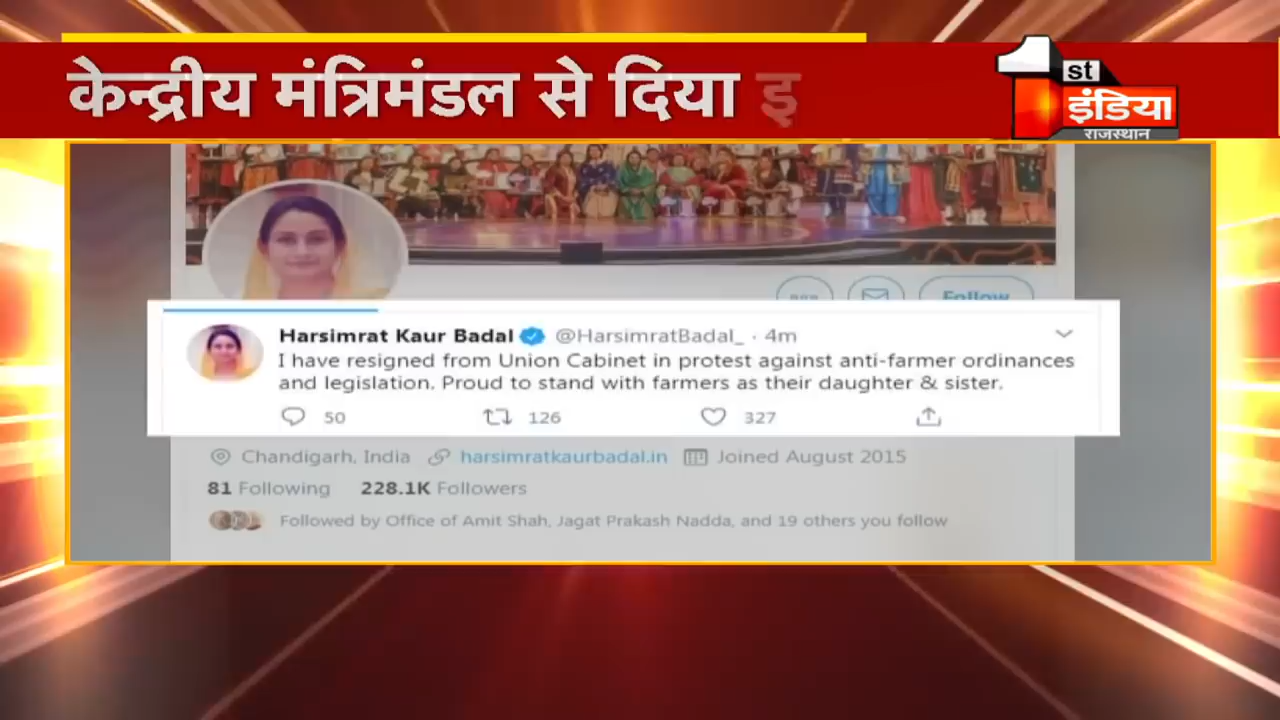 केन्द्रीय मंत्रिमंडल से दिया इ
1st
इंडिया
राजस्थान
Follow
Harsimrat Kaur Badal @HarsimratBadal_ · 4m
I have resigned from Union Cabinet in protest against anti-farmer ordinances
and legislation. Proud to stand with farmers as their daughter & sister.
50 126 327
Chandigarh, India harsimratkaurbadal.in Joined August 2015
81 Following 228.1K Followers
Followed by Office of Amit Shah, Jagat Prakash Nadda, and 19 others you follow